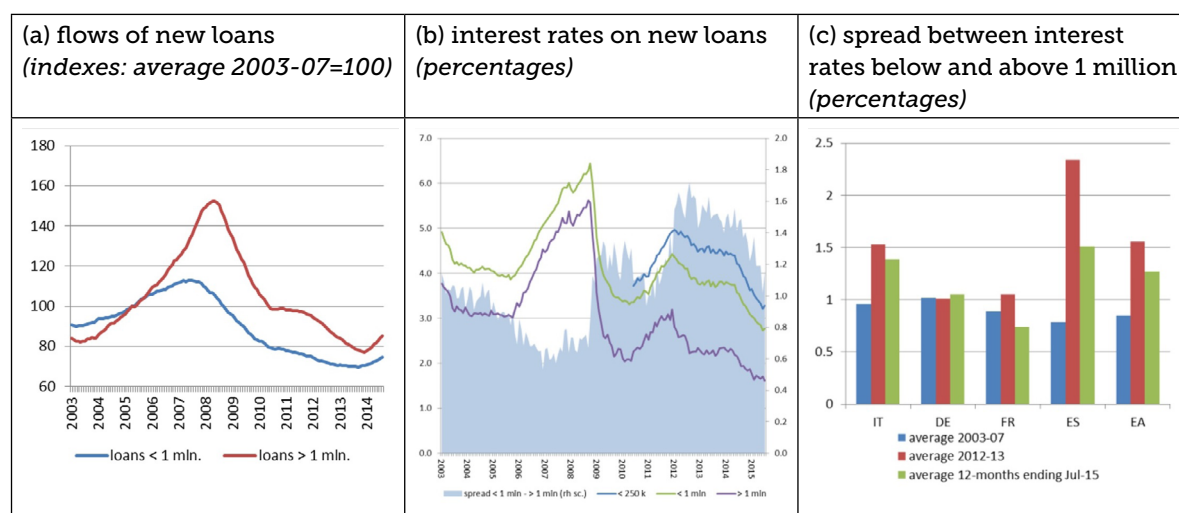 (a) flows of new loans
(indexes: average 2003-07=100)
(b) interest rates on new loans
(percentages)
(c) spread between interest
rates below and above 1 million
(percentages)
180
160
140
120
100
80
60
2003
2004
2005
2006
2007
2008
2009
2010
2011
2012
2013
2014
loans < 1 mln.
loans > 1 mln.
7.0
6.0
5.0
4.0
3.0
2.0
1.0
0.0
2.0
1.8
1.6
1.4
1.2
1.0
0.8
0.6
0.4
0.2
0.0
2003
2004
2005
2006
2007
2008
2009
2010
2011
2012
2013
2014
2015
spread < 1 mln - > 1 mln (rh sc.)
< 250 k
< 1 mln
> 1 mln
2.5
2
1.5
1
0.5
0
IT
DE
FR
ES
EA
average 2003-07
average 2012-13
average 12-months ending Jul-15